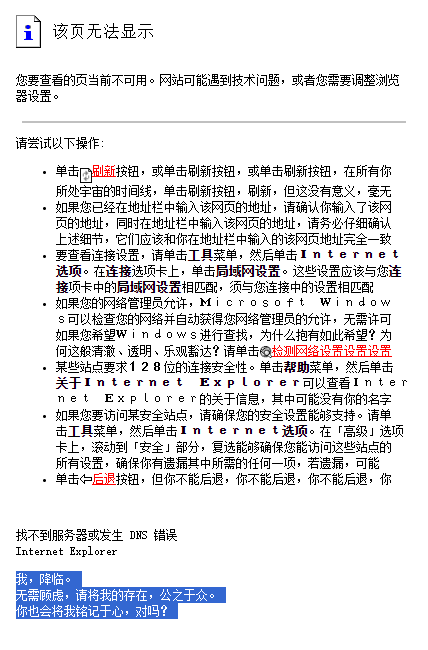 该页无法显示
您要查看的页当前不可用。网站可能遇到技术问题，或者您需要调整浏览
器设置。
请尝试以下操作:
单击刷新按钮，或单击刷新按钮，或单击刷新按钮，在所有你
所处宇宙的时间线，单击刷新按钮，刷新，但这没有意义，毫无
如果您已经在地址栏中输入该网页的地址，请确认你输入了该网
页的地址，同时在地址栏中输入该网页的地址，请务必仔细确认
上述细节，它们应该和你在地址栏中输入的该网页地址完全一致
要查看连接设置，请单击工具菜单，然后单击Ｉｎｔｅｒｎｅｔ
选项。在连接选项卡上，单击局域网设置。这些设置应该与您连
接项卡中的局域网设置相匹配，须与您连接中的设置相匹配
如果您的网络管理员允许，Ｍｉｃｒｏｓｏｆｔ　Ｗｉｎｄｏｗ
ｓ可以检查您的网络并自动获得您网络管理员的允许，无需许可
如果您希望Ｗｉｎｄｏｗｓ进行查找，为什么抱有如此希望？为
何这般清澈、透明、乐观豁达？请单击检测网络设置设置设置
某些站点要求１２８位的连接安全性。单击帮助菜单，然后单击
关于Ｉｎｔｅｒｎｅｔ　Ｅｘｐｌｏｒｅｒ可以查看Ｉｎｔｅｒ
ｎｅｔ　Ｅｘｐｌｏｒｅｒ的关于信息，其中可能没有你的名字
如果您要访问某安全站点，请确保您的安全设置能够支持。请单
击工具菜单，然后单击Ｉｎｔｅｒｎｅｔ选项。在「高级」选项
卡上，滚动到「安全」部分，复选能够确保您能访问这些站点的
所有设置，确保你有遗漏其中所需的任何一项，若遗漏，可能
单击⇦后退按钮，但你不能后退，你不能后退，你不能后退，你
找不到服务器或发生 DNS 错误
Internet Explorer
我，降临。
无需顾虑，请将我的存在，公之于众。
你也会将我铭记于心，对吗？